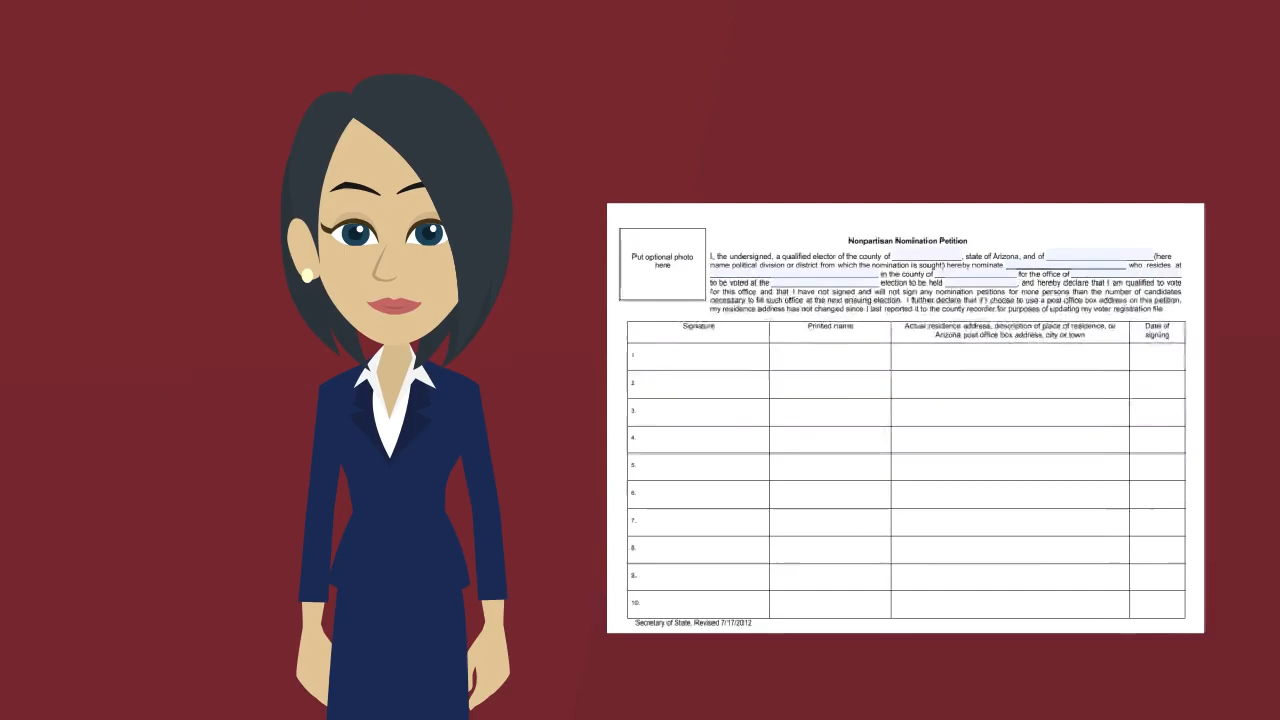 Nonpartisan Nomination Petition
Put optional photo
here
I, the undersigned, a qualified elector of the county of ____________, state of Arizona, and of ____________ (here
name political division or district from which the nomination is sought) hereby nominate ____________ who resides at
____________ in the county of ____________ for the office of ____________
to be voted at the ____________ election to be held ____________, and hereby declare that I am qualified to vote
for this office and that I have not signed and will not sign any nomination petitions for more persons than the number of candidates
necessary to fill such office at the next ensuing election. I further declare that if I choose to use a post office box address on this petition,
my residence address has not changed since I last reported it to the county recorder for purposes of updating my voter registration file.
Signature Printed name Actual residence address, description of place of residence, or Date of
Arizona post office box address, city or town signing
1.
2.
3.
4.
5.
6.
7.
8.
9.
10.
Secretary of State, Revised 7/17/2012